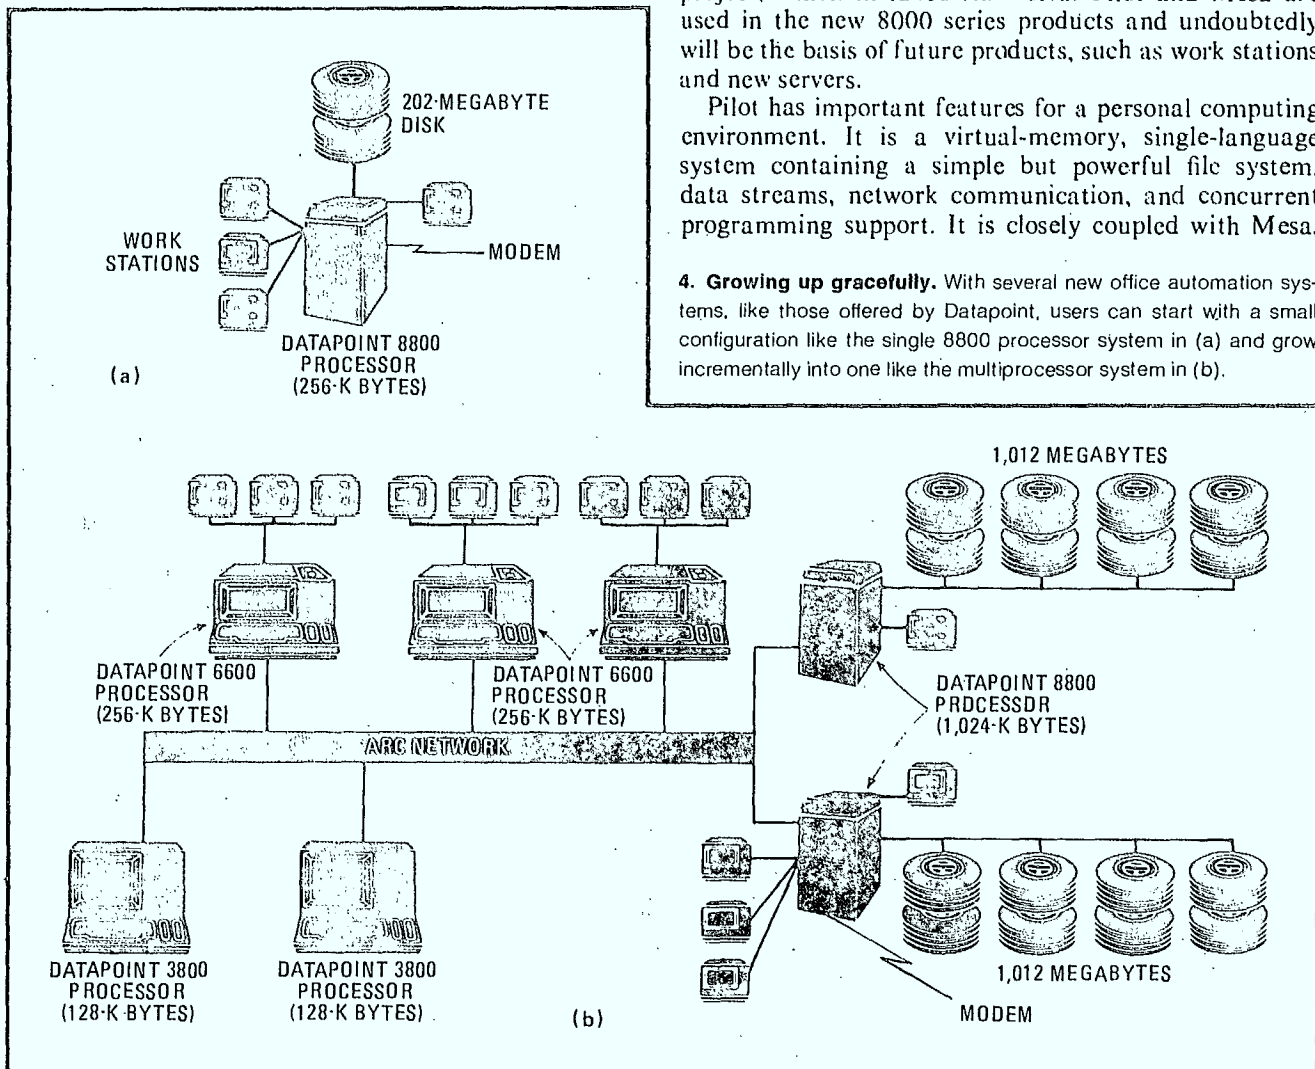 used in the new 8000 series products and undoubtedly
will be the basis of future products, such as work stations
and new servers.
Pilot has important features for a personal computing
environment. It is a virtual-memory, single-language
system containing a simple but powerful file system,
data streams, network communication, and concurrent
programming support. It is closely coupled with Mesa.
4. Growing up gracefully. With several new office automation sys-
tems, like those offered by Datapoint, users can start with a small
configuration like the single 8800 processor system in (a) and grow
incrementally into one like the multiprocessor system in (b).
202-MEGABYTE
DISK
WORK
STATIONS
MODEM
DATAPOINT 8800
PROCESSOR
(256-K BYTES)
(a)
1,012 MEGABYTES
DATAPOINT 6600
PROCESSOR
(256-K BYTES)
DATAPOINT 6600
PROCESSOR
(256-K BYTES)
DATAPOINT 8800
PROCESSOR
(1,024-K BYTES)
ARC NETWORK
DATAPOINT 3800
PROCESSOR
(128-K BYTES)
DATAPOINT 3800
PROCESSOR
(128-K BYTES)
(b)
1,012 MEGABYTES
MODEM